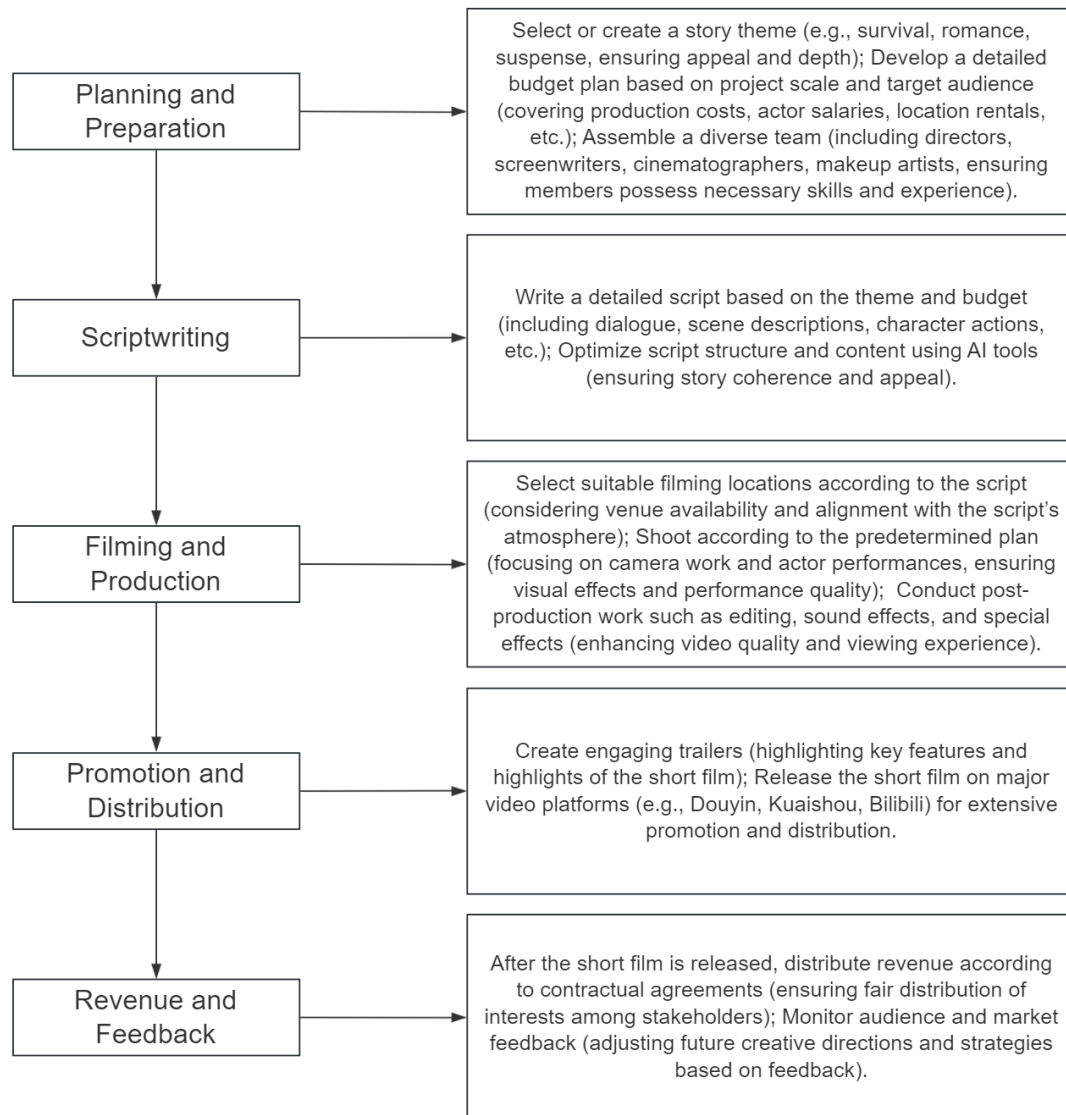 Planning and
Preparation
Select or create a story theme (e.g., survival, romance,
suspense, ensuring appeal and depth); Develop a detailed
budget plan based on project scale and target audience
(covering production costs, actor salaries, location rentals,
etc.); Assemble a diverse team (including directors,
screenwriters, cinematographers, makeup artists, ensuring
members possess necessary skills and experience).
Scriptwriting
Write a detailed script based on the theme and budget
(including dialogue, scene descriptions, character actions,
etc.); Optimize script structure and content using AI tools
(ensuring story coherence and appeal).
Filming and
Production
Select suitable filming locations according to the script
(considering venue availability and alignment with the script's
atmosphere); Shoot according to the predetermined plan
(focusing on camera work and actor performances, ensuring
visual effects and performance quality);  Conduct post-
production work such as editing, sound effects, and special
effects (enhancing video quality and viewing experience).
Promotion and
Distribution
Create engaging trailers (highlighting key features and
highlights of the short film); Release the short film on major
video platforms (e.g., Douyin, Kuaishou, Bilibili) for extensive
promotion and distribution.
Revenue and
Feedback
After the short film is released, distribute revenue according
to contractual agreements (ensuring fair distribution of
interests among stakeholders); Monitor audience and market
feedback (adjusting future creative directions and strategies
based on feedback).